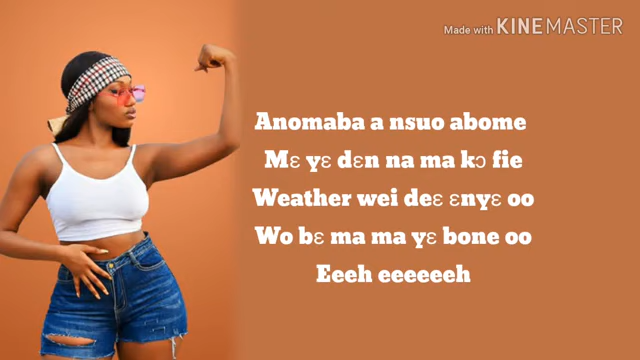 Made with KINEMASTER
Anomaba a nsuo abome
Mɛ yɛ dɛn na ma kɔ fie
Weather wei deɛ ɛnyɛ oo
Wo bɛ ma ma yɛ bone oo
Eeeh eeeeeeh